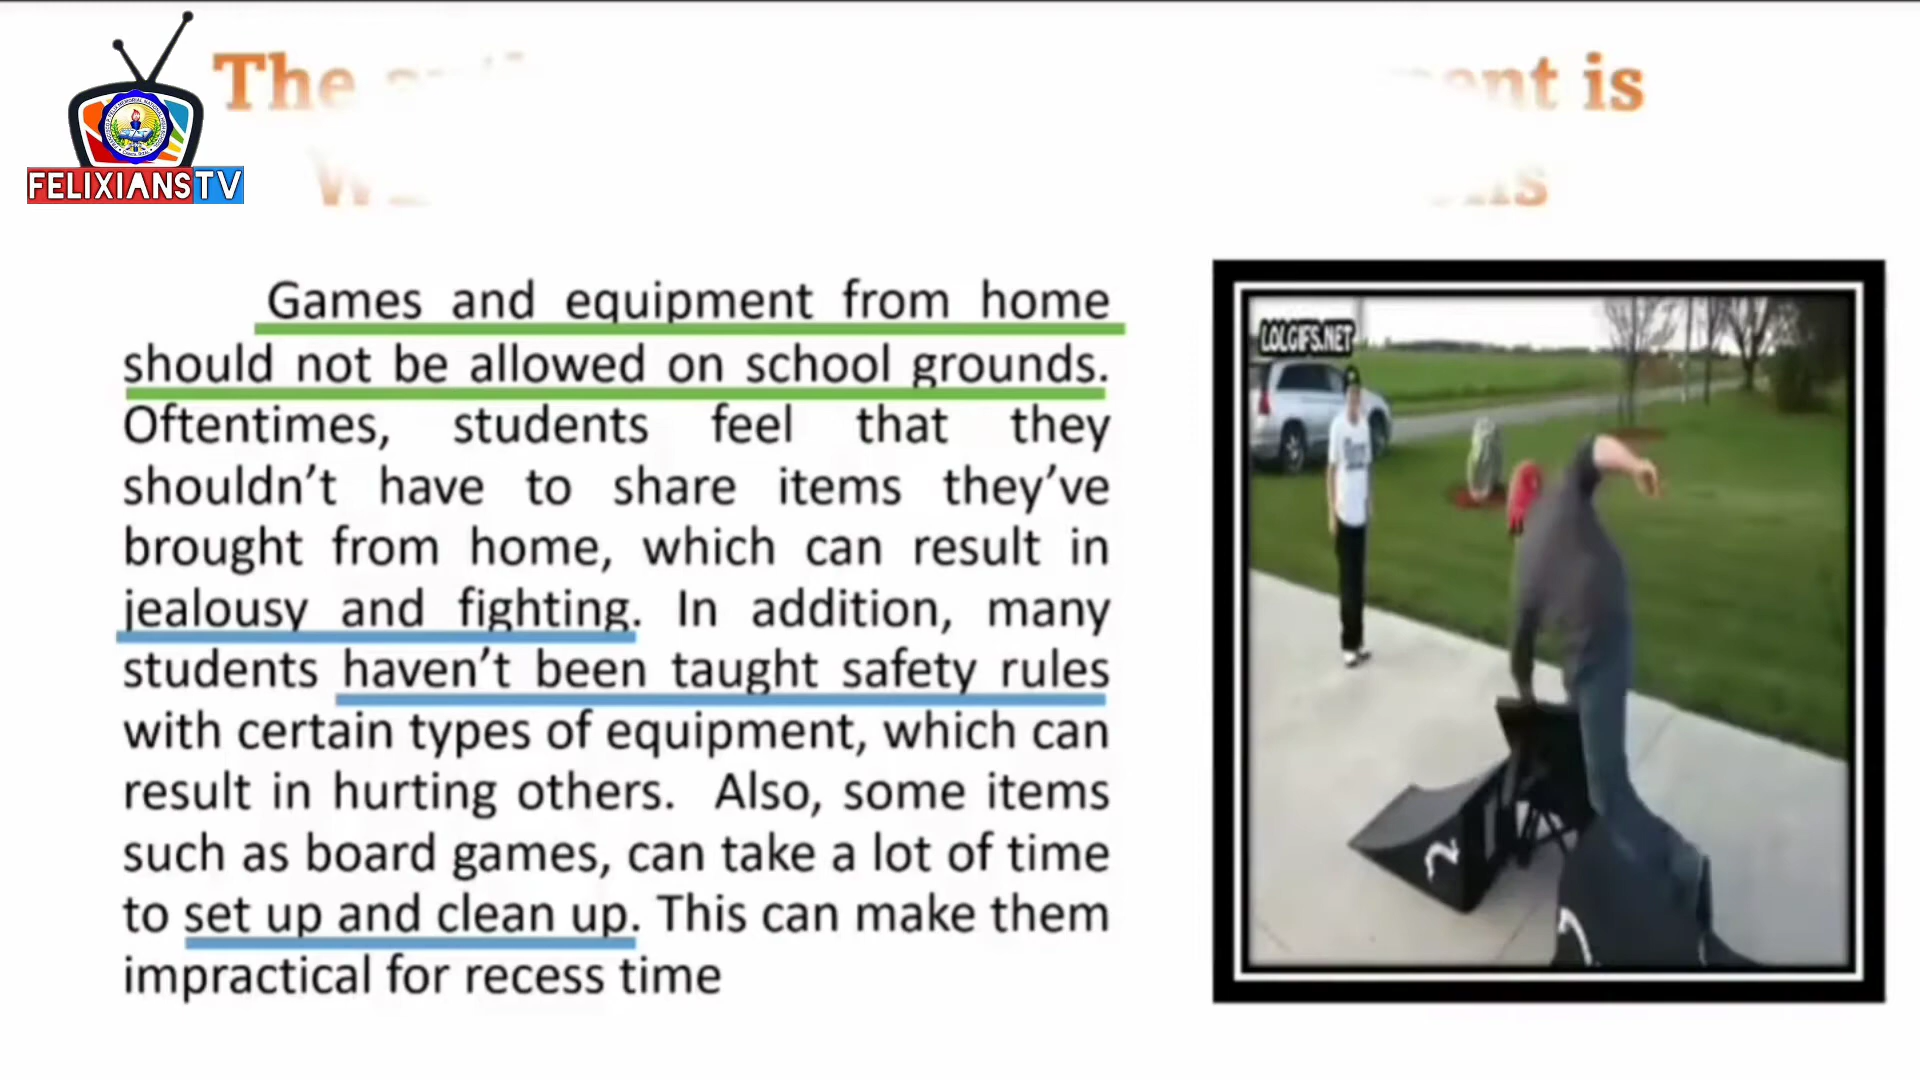 The
ent is
FELIXIANSTV
Games and equipment from home
should not be allowed on school grounds.
Oftentimes, students feel that they
shouldn't have to share items they've
brought from home, which can result in
jealousy and fighting. In addition, many
students haven't been taught safety rules
with certain types of equipment, which can
result in hurting others. Also, some items
such as board games, can take a lot of time
to set up and clean up. This can make them
impractical for recess time
LOLGIFS.NET
2